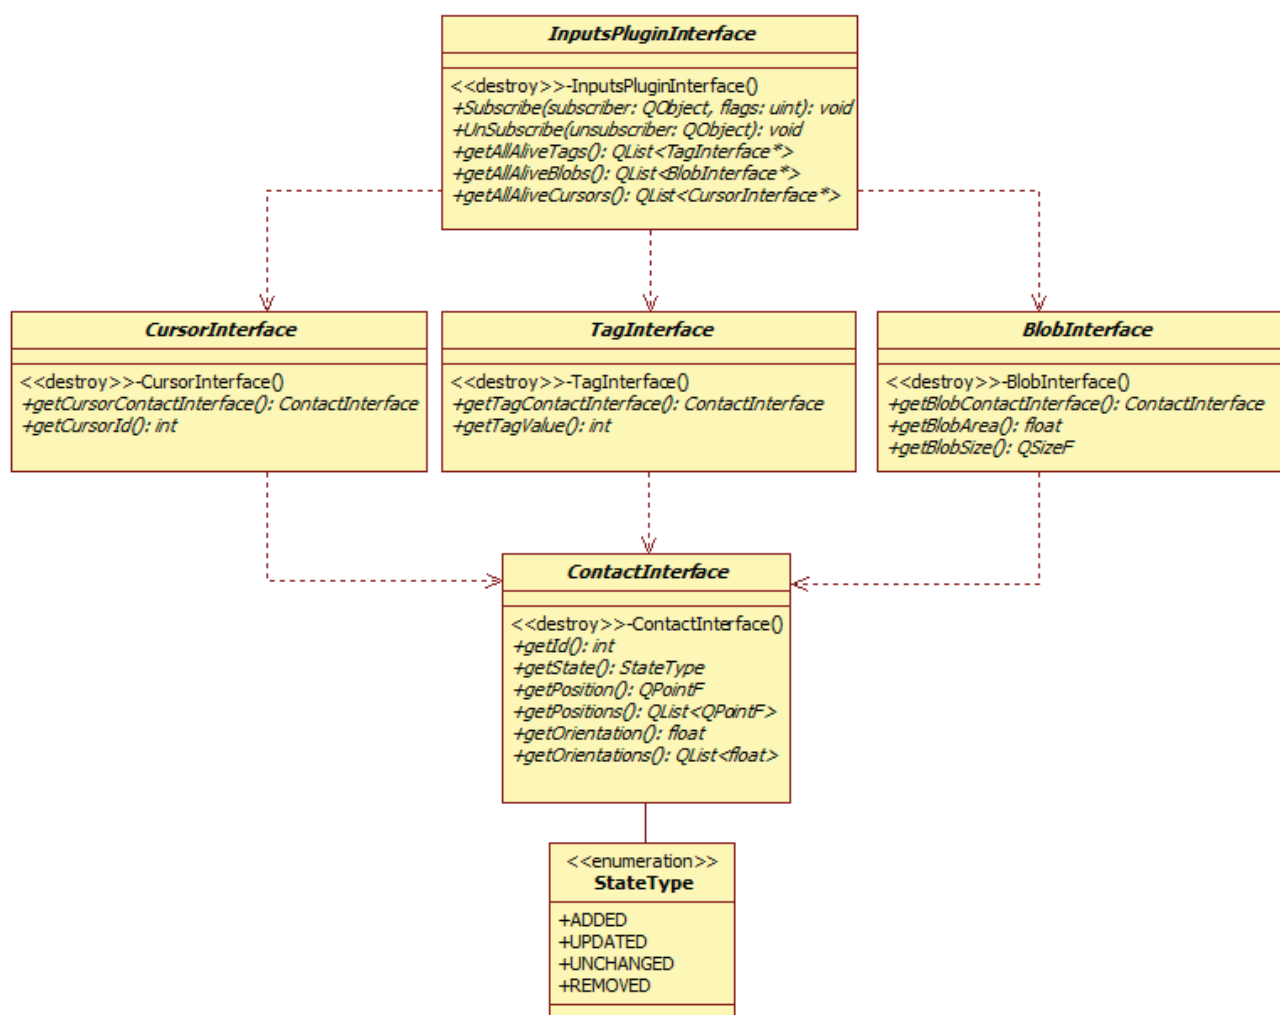 InputsPluginInterface
<<destroy>>-InputsPluginInterface()
+Subscribe(subscriber: QObject, flags: uint): void
+UnSubscribe(unsubscriber: QObject): void
+getAllAliveTags(): QList<TagInterface*>
+getAllAliveBlobs(): QList<BlobInterface*>
+getAllAliveCursors(): QList<CursorInterface*>
CursorInterface
<<destroy>>-CursorInterface()
+getCursorContactInterface(): ContactInterface
+getCursorId(): int
TagInterface
<<destroy>>-TagInterface()
+getTagContactInterface(): ContactInterface
+getTagValue(): int
BlobInterface
<<destroy>>-BlobInterface()
+getBlobContactInterface(): ContactInterface
+getBlobArea(): float
+getBlobSize(): QSizeF
ContactInterface
<<destroy>>-ContactInterface()
+getId(): int
+getState(): StateType
+getPosition(): QPointF
+getPositions(): QList<QPointF>
+getOrientation(): float
+getOrientations(): QList<float>
<<enumeration>>
StateType
+ADDED
+UPDATED
+UNCHANGED
+REMOVED